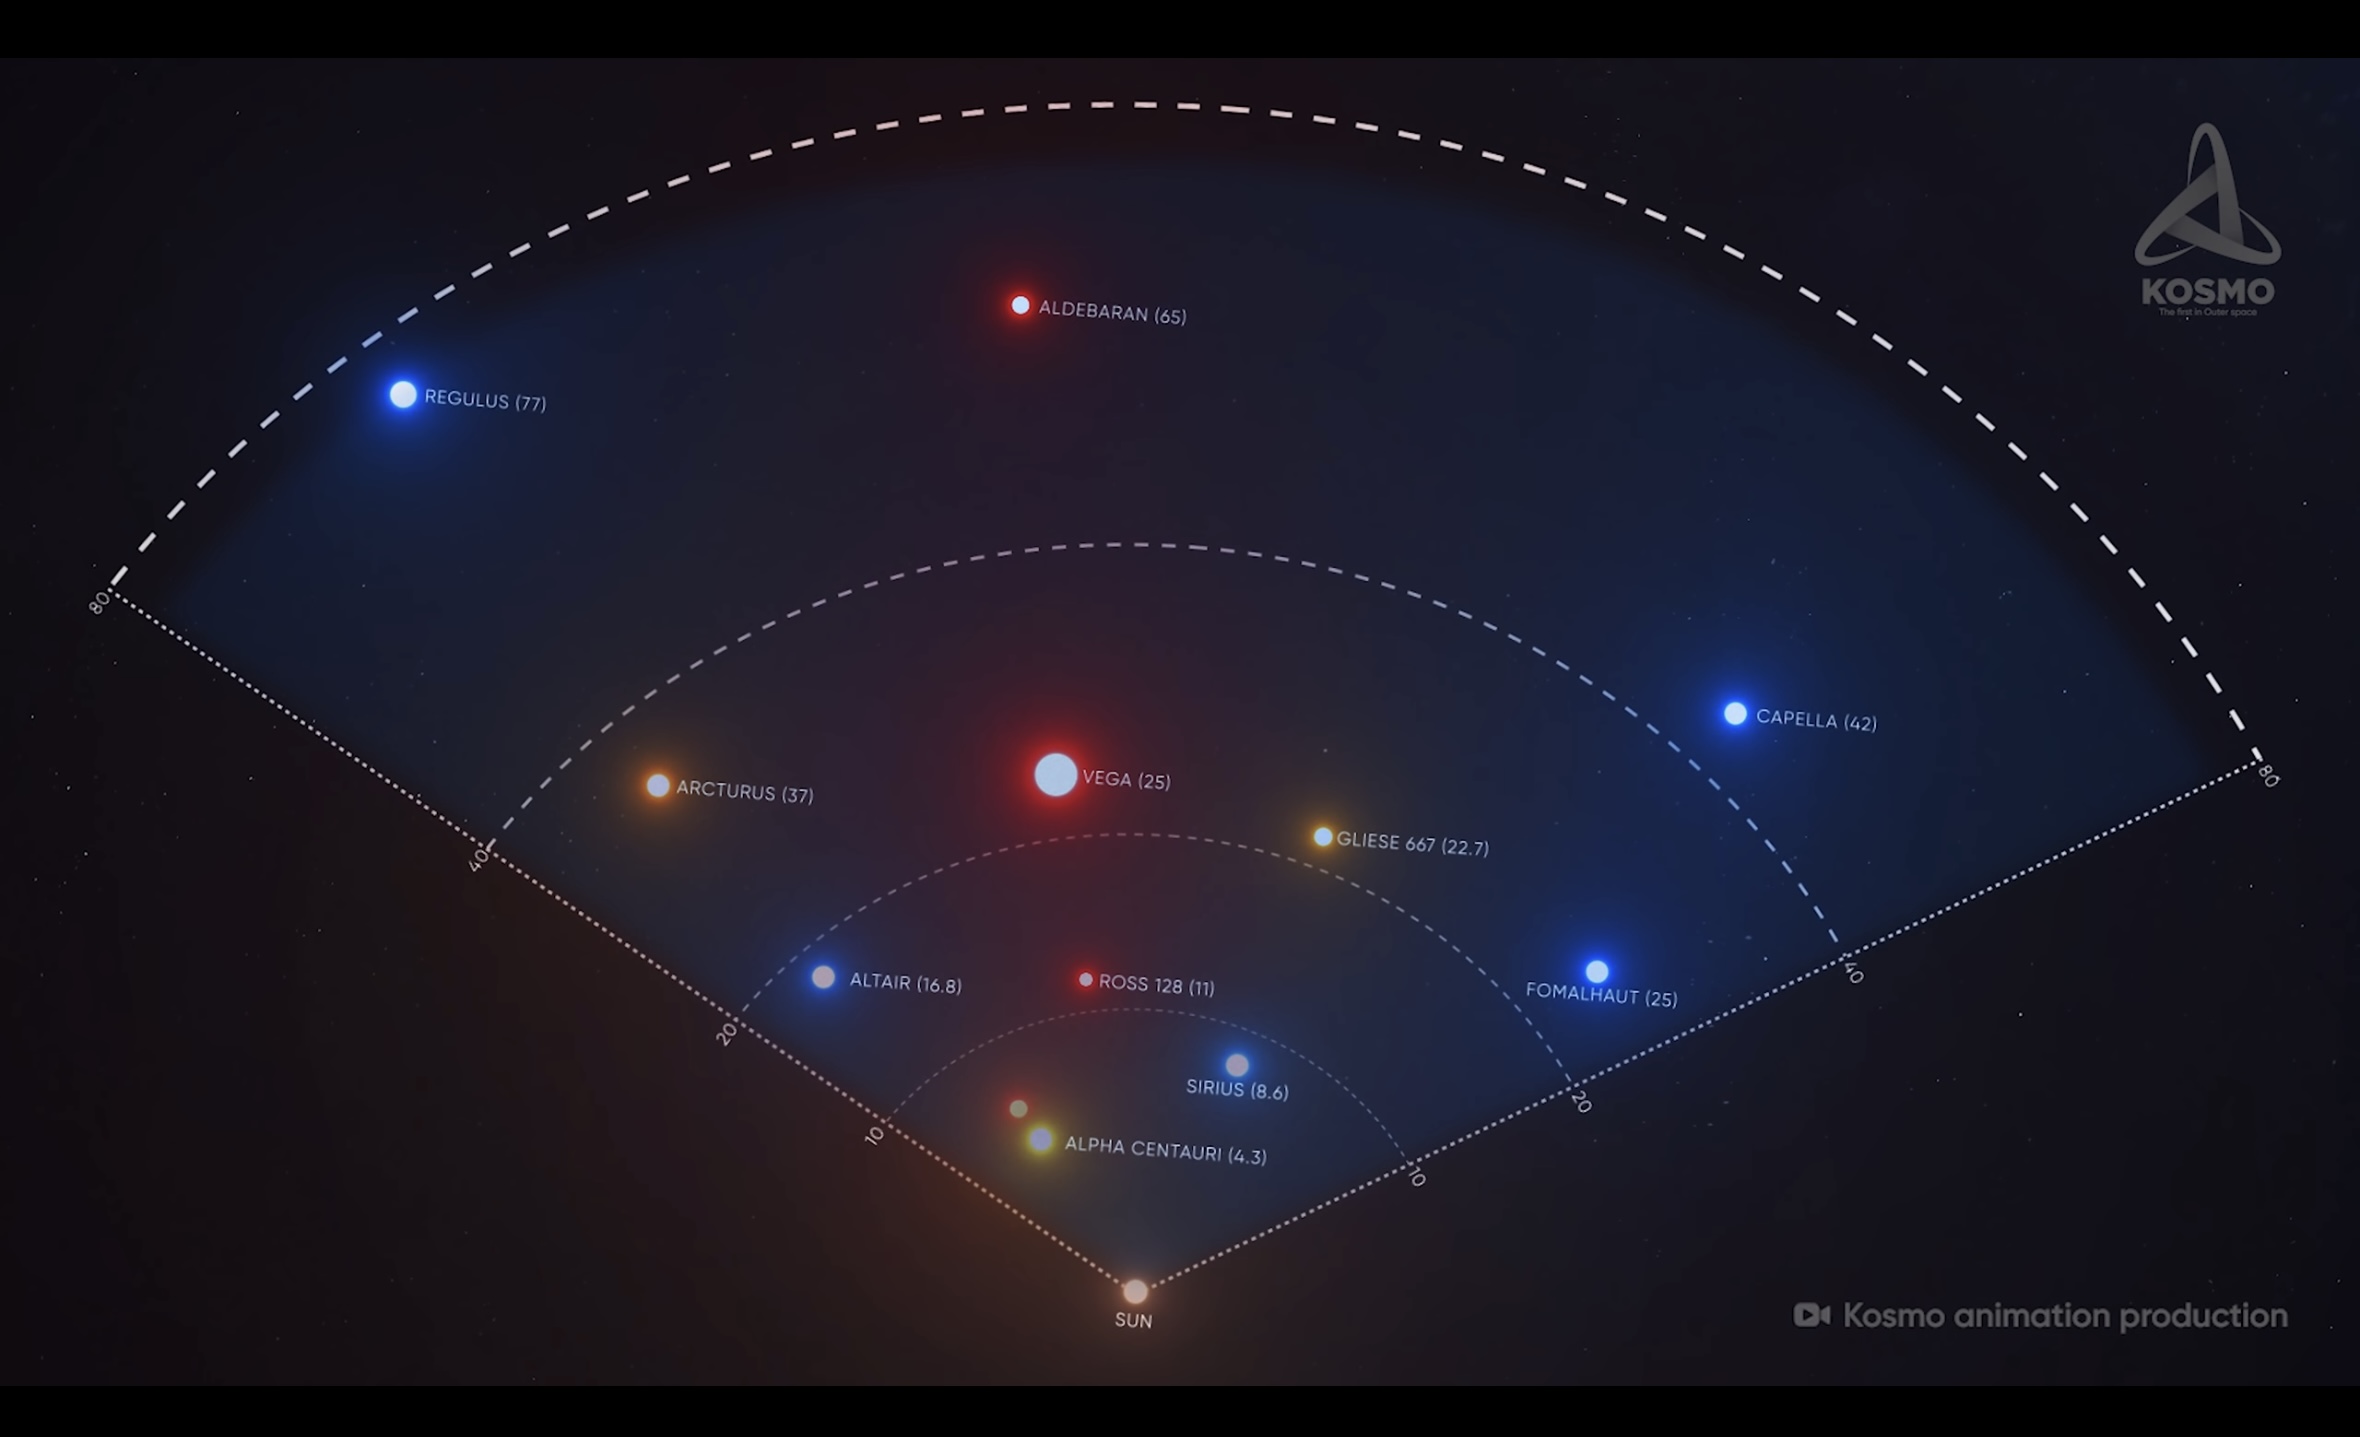 KOSMO
The first in Outer space
ALDEBARAN (65)
REGULUS (77)
80
CAPELLA (42)
80
VEGA (25)
ARCTURUS (37)
GLIESE 667 (22.7)
40
40
ROSS 128 (11)
ALTAIR (16.8)
FOMALHAUT (25)
20
SIRIUS (8.6)
20
10
ALPHA CENTAURI (4.3)
10
SUN
Kosmo animation production